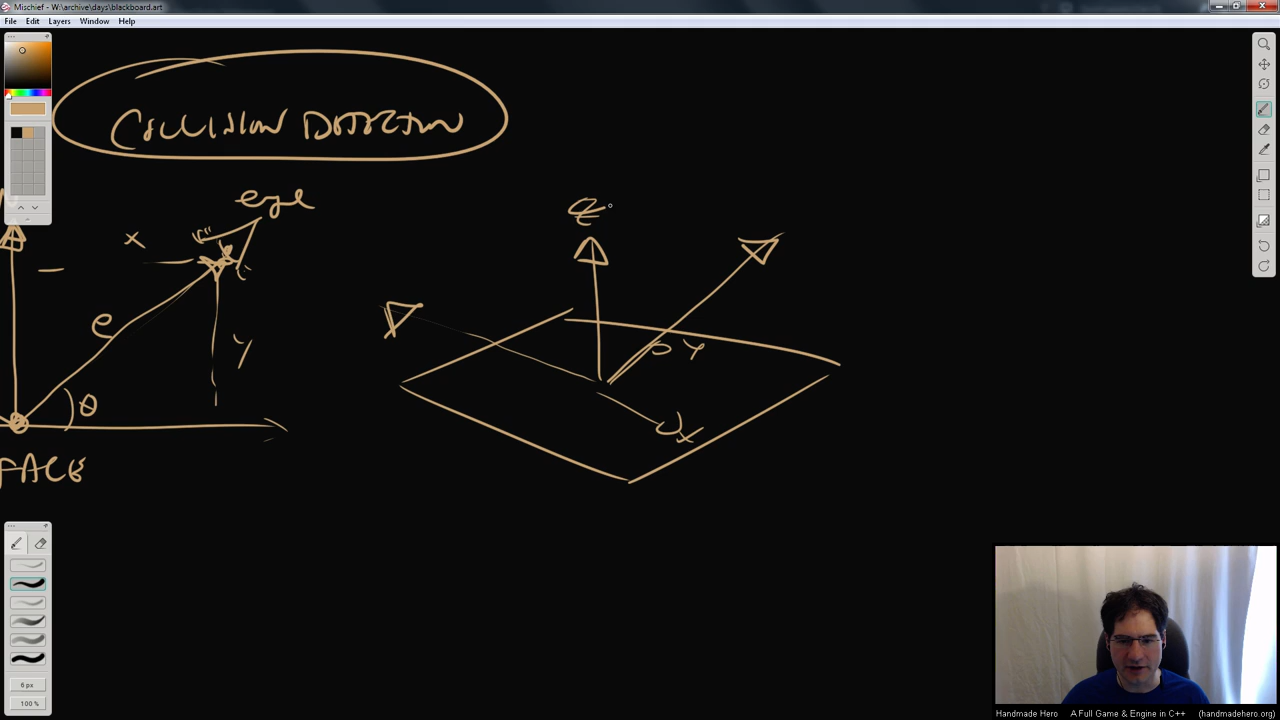 Mischief - W:\archive\days\blackboard.art
File Edit Layers Window Help
COLLISION DETECTION
eye
x
e
y
θ
FACE
z
y
x
6 px
100 %
Handmade Hero A Full Game & Engine in C++ (handmadehero.org)